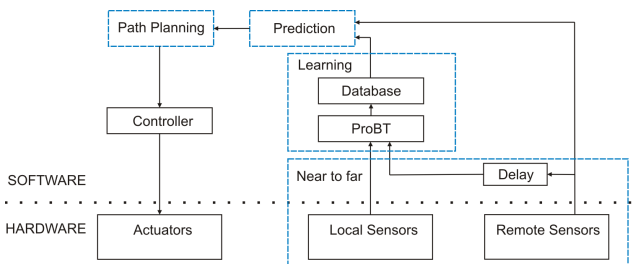 Path Planning
Prediction
Learning
Database
Controller
ProBT
Near to far
Delay
SOFTWARE
HARDWARE
Actuators
Local Sensors
Remote Sensors